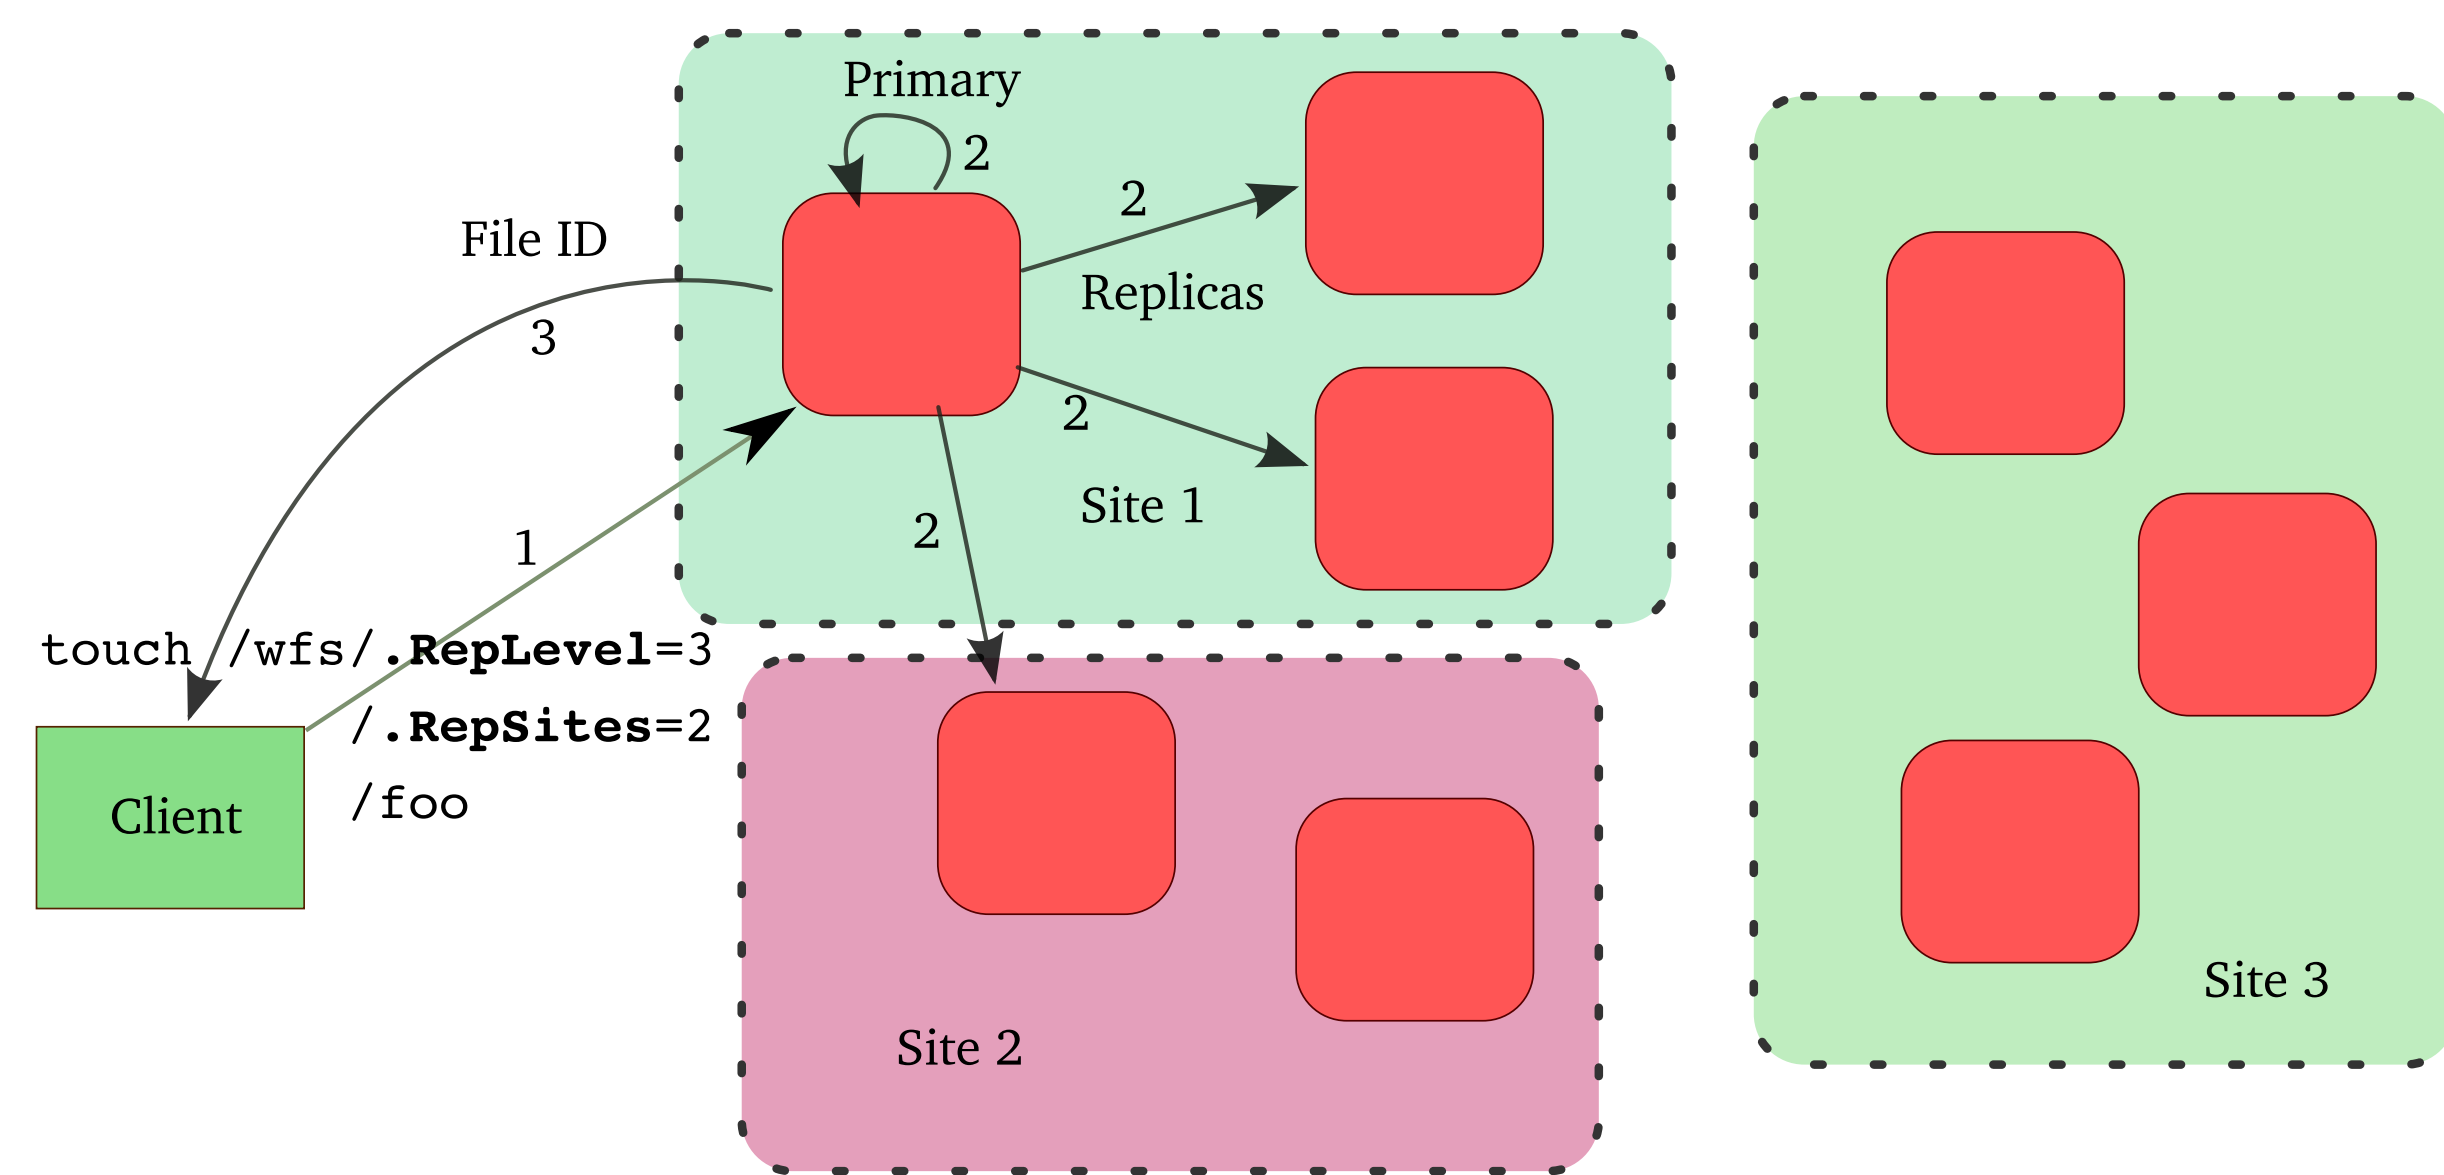 Primary
2
2
File ID
Replicas
3
2
Site 1
2
1
touch /wfs/.RepLevel=3
/.RepSites=2
/foo
Client
Site 3
Site 2